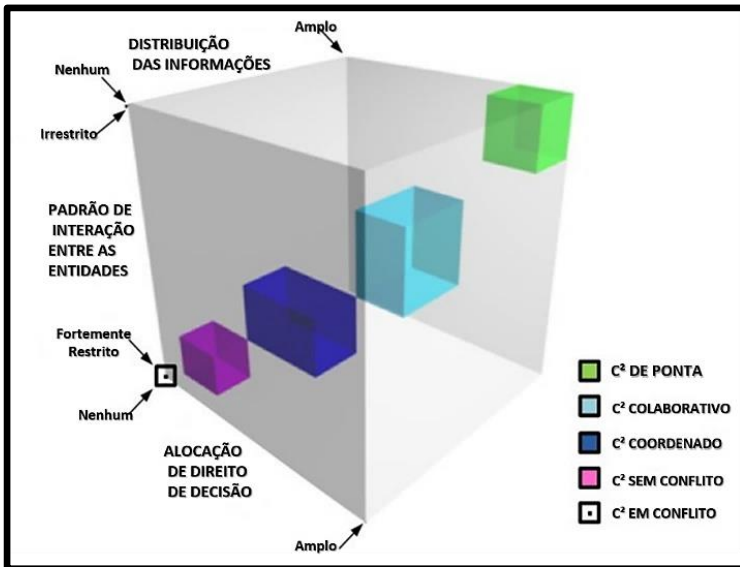 Amplo
DISTRIBUIÇÃO
DAS INFORMAÇÕES
Nenhum
Irrestrito
PADRÃO DE
INTERAÇÃO
ENTRE AS
ENTIDADES
Fortemente
Restrito
Nenhum
ALOCAÇÃO
DE DIREITO
DE DECISÃO
Amplo
C² DE PONTA
C² COLABORATIVO
C² COORDENADO
C² SEM CONFLITO
C² EM CONFLITO